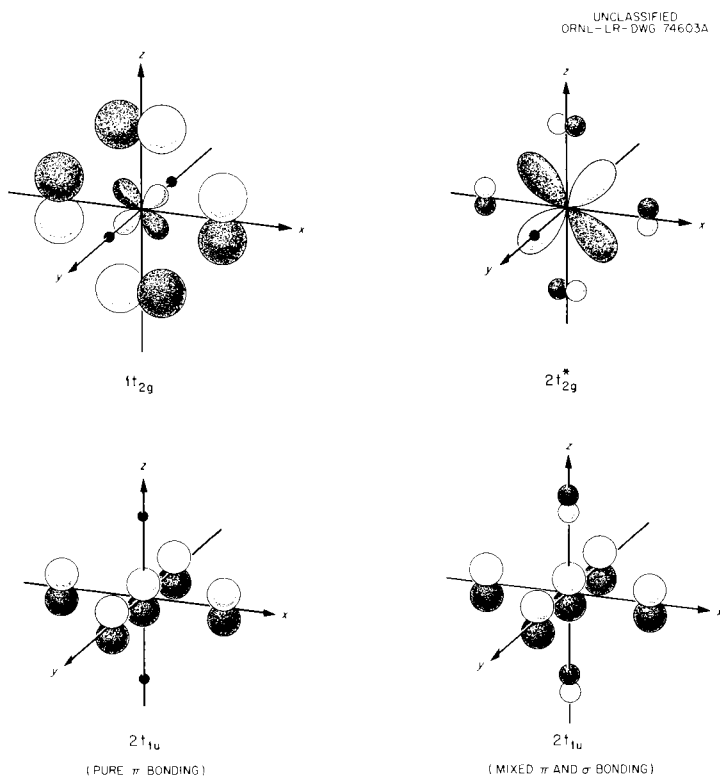 UNCLASSIFIED
ORNL-LR-DWG 74603A
z
x
y
1t2g
z
x
y
2t*2g
z
x
y
2t1u
(PURE π BONDING)
z
x
y
2t1u
(MIXED π AND σ BONDING)